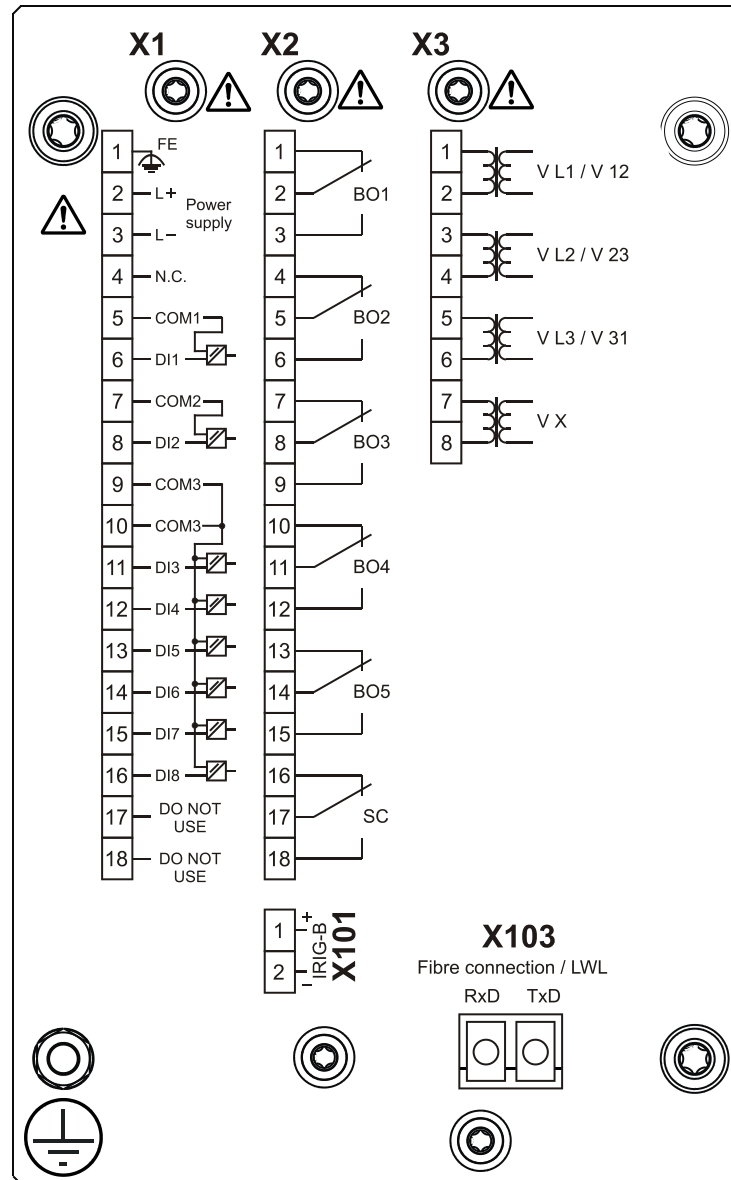 X1
X2
X3
1 FE
2 L+
Power
supply
3 L−
4 N.C.
5 COM1
6 DI1
7 COM2
8 DI2
9 COM3
10 COM3
11 DI3
12 DI4
13 DI5
14 DI6
15 DI7
16 DI8
17 DO NOT
USE
18 DO NOT
USE
1
2 BO1
3
4
5 BO2
6
7
8 BO3
9
10
11 BO4
12
13
14 BO5
15
16
17 SC
18
1 V L1 / V 12
2
3 V L2 / V 23
4
5 V L3 / V 31
6
7 V X
8
1 +
2 −
IRIG-B
X101
X103
Fibre connection / LWL
RxD TxD